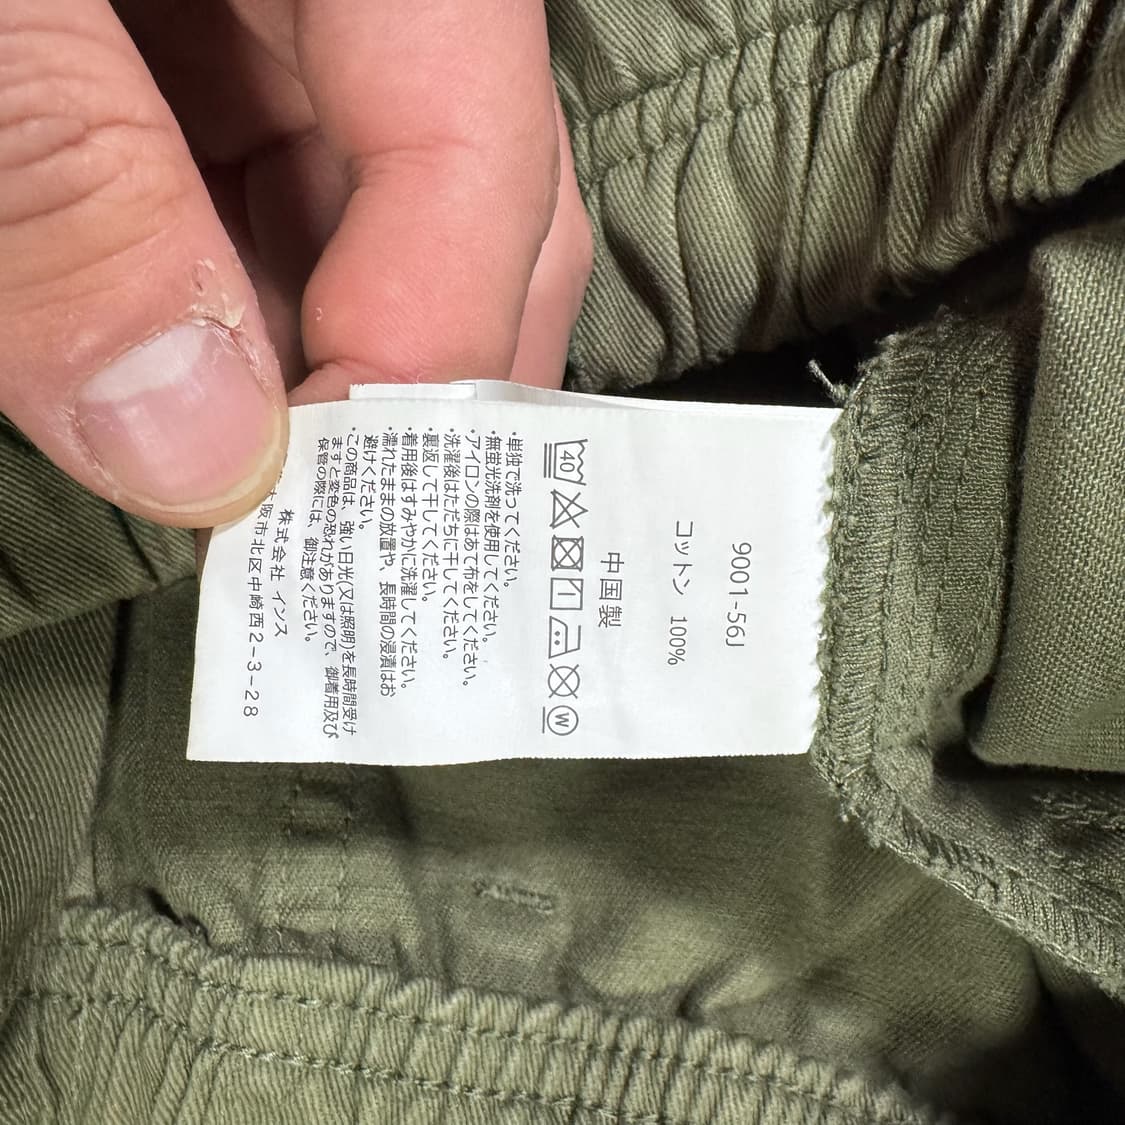 9001-56J
コットン 100%
中国製
40
W
・単独で洗ってください。
・無蛍光洗剤を使用してください。
・アイロンの際はあて布をしてください。
・洗濯後はただちに干してください。
・裏返して干してください。
・着用後はすみやかに洗濯してください。
・濡れたままの放置や、長時間の浸漬はお
避けください。
・この商品は、強い日光(又は照明)を長時間受け
ますと変色の恐れがありますので、御着用及び
保管の際には、御注意ください。
株式会社 インス
阪市北区中崎西2-3-28